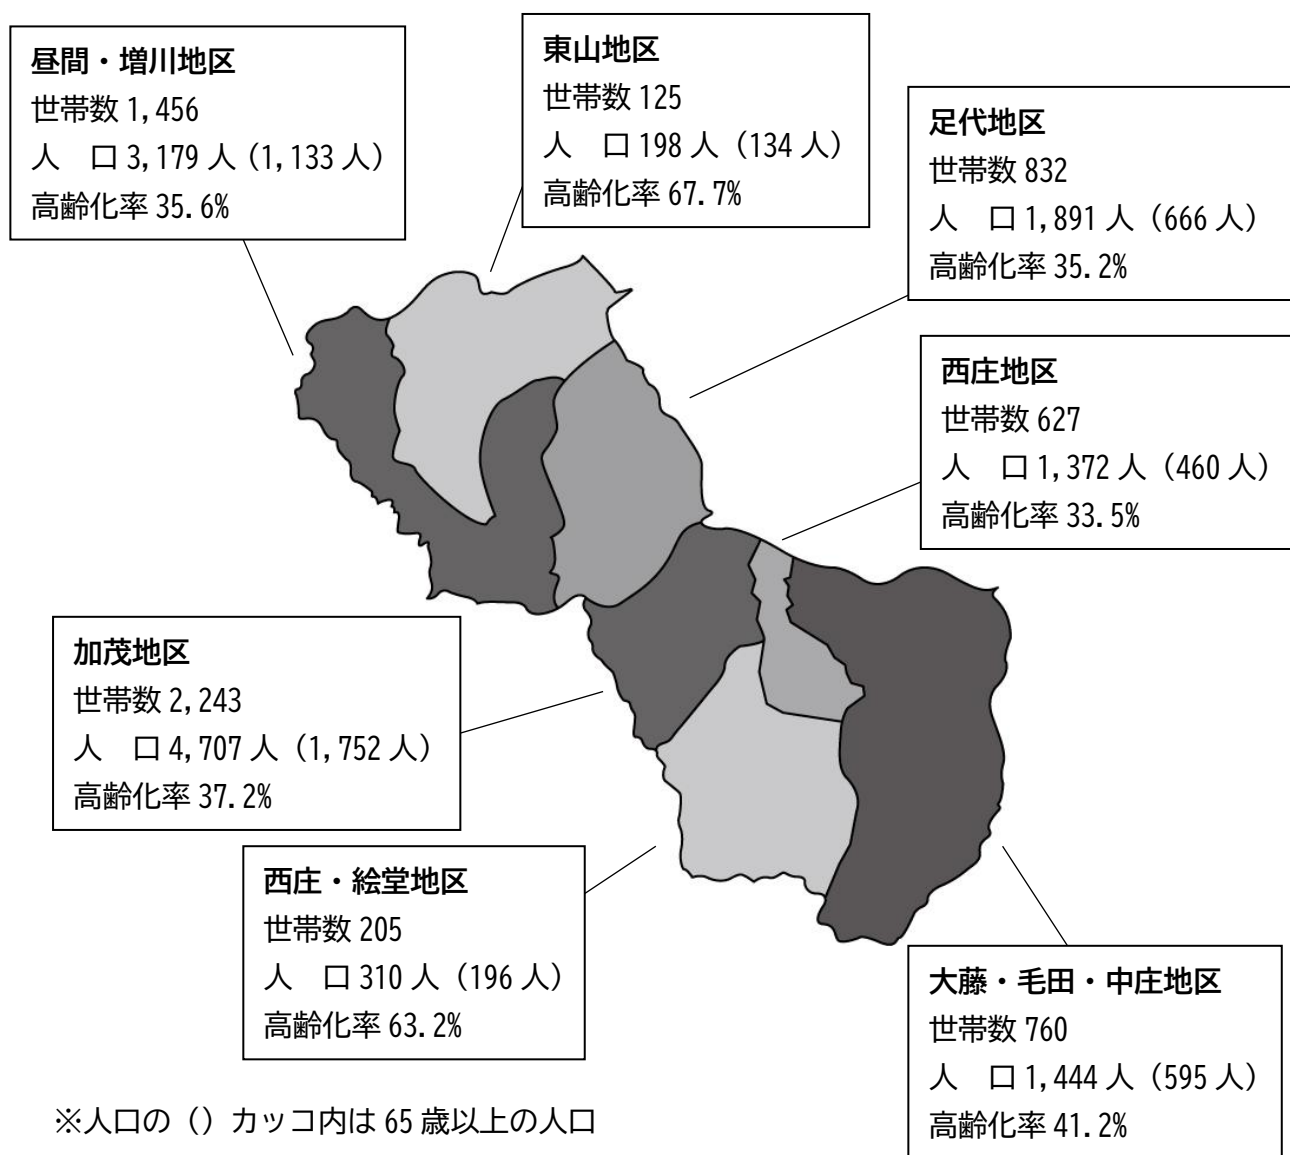 昼間・増川地区
世帯数 1,456
人　口 3,179 人 (1,133 人)
高齢化率 35.6%
東山地区
世帯数 125
人　口 198 人（134 人）
高齢化率 67.7%
足代地区
世帯数 832
人　口 1,891 人（666 人）
高齢化率 35.2%
西庄地区
世帯数 627
人　口 1,372 人（460 人）
高齢化率 33.5%
加茂地区
世帯数 2,243
人　口 4,707 人（1,752 人）
高齢化率 37.2%
西庄・絵堂地区
世帯数 205
人　口 310 人（196 人）
高齢化率 63.2%
大藤・毛田・中庄地区
世帯数 760
人　口 1,444 人（595 人）
高齢化率 41.2%
※人口の（）カッコ内は 65 歳以上の人口